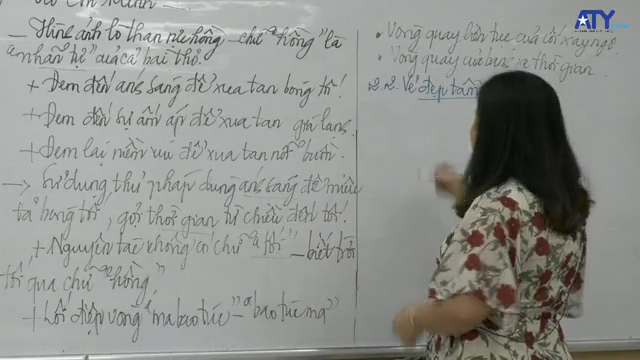 - Hình ảnh lò than rực hồng - chữ "hồng" là
"nhãn tự" của cả bài thơ.
+ Đem đến ánh sáng để xua tan bóng tối!
+ Đem đến sự ấm áp để xua tan giá lạnh.
+ Đem lại niềm vui để xua tan nỗi buồn.
→ Sử dụng thủ pháp dùng ánh sáng để miêu
tả bóng tối, gợi thời gian từ chiều đến tối!
+ Nguyên tác không có chữ "tối" - biết trời
tối qua chữ "hồng".
+ Lối điệp vòng "ma bao túc" - "bao túc ma"
• Vòng quay liên tục của cối xay ngô.
• Vòng quay của bánh xe thời gian.
2.2. Vẻ đẹp tâm
ATY